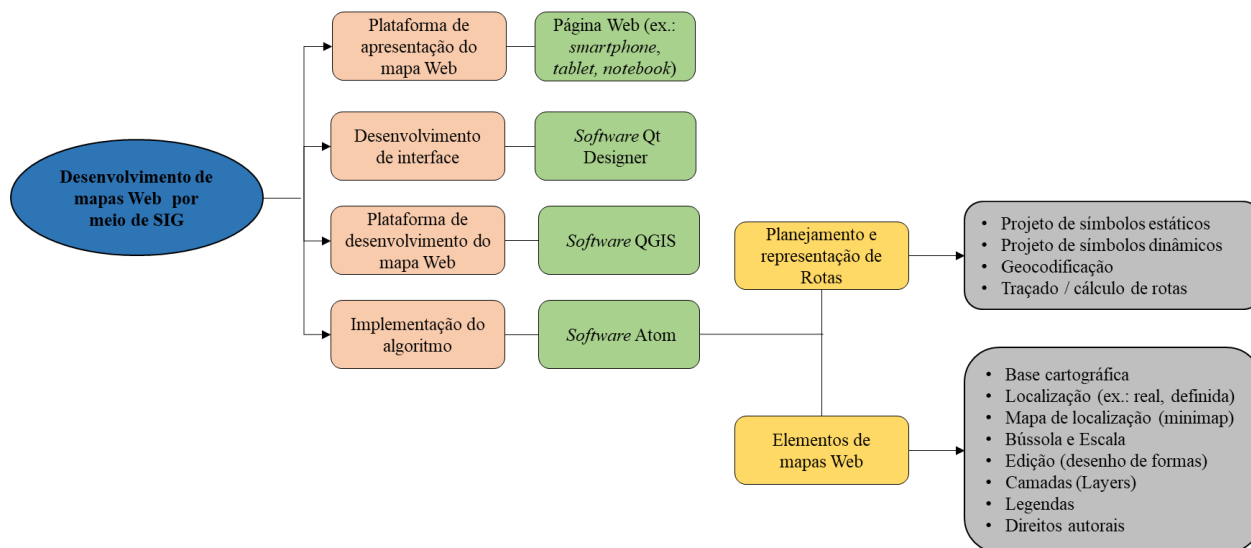 Desenvolvimento de
mapas Web por
meio de SIG
Plataforma de
apresentação do
mapa Web
Página Web (ex.:
smartphone,
tablet, notebook)
Desenvolvimento
de interface
Software Qt
Designer
Plataforma de
desenvolvimento do
mapa Web
Software QGIS
Implementação do
algoritmo
Software Atom
Planejamento e
representação de
Rotas
• Projeto de símbolos estáticos
• Projeto de símbolos dinâmicos
• Geocodificação
• Traçado / cálculo de rotas
Elementos de
mapas Web
• Base cartográfica
• Localização (ex.: real, definida)
• Mapa de localização (minimap)
• Bússola e Escala
• Edição (desenho de formas)
• Camadas (Layers)
• Legendas
• Direitos autorais